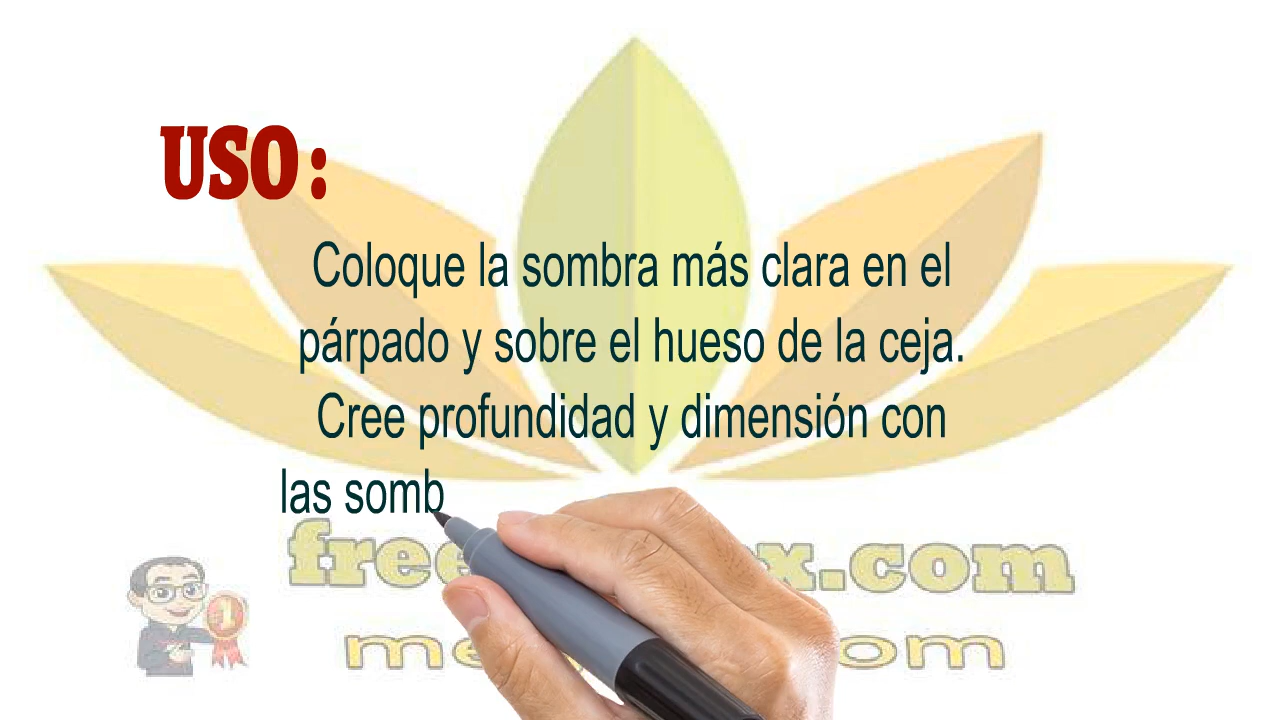 USO:
Coloque la sombra más clara en el
párpado y sobre el hueso de la ceja.
Cree profundidad y dimensión con
las somb
1